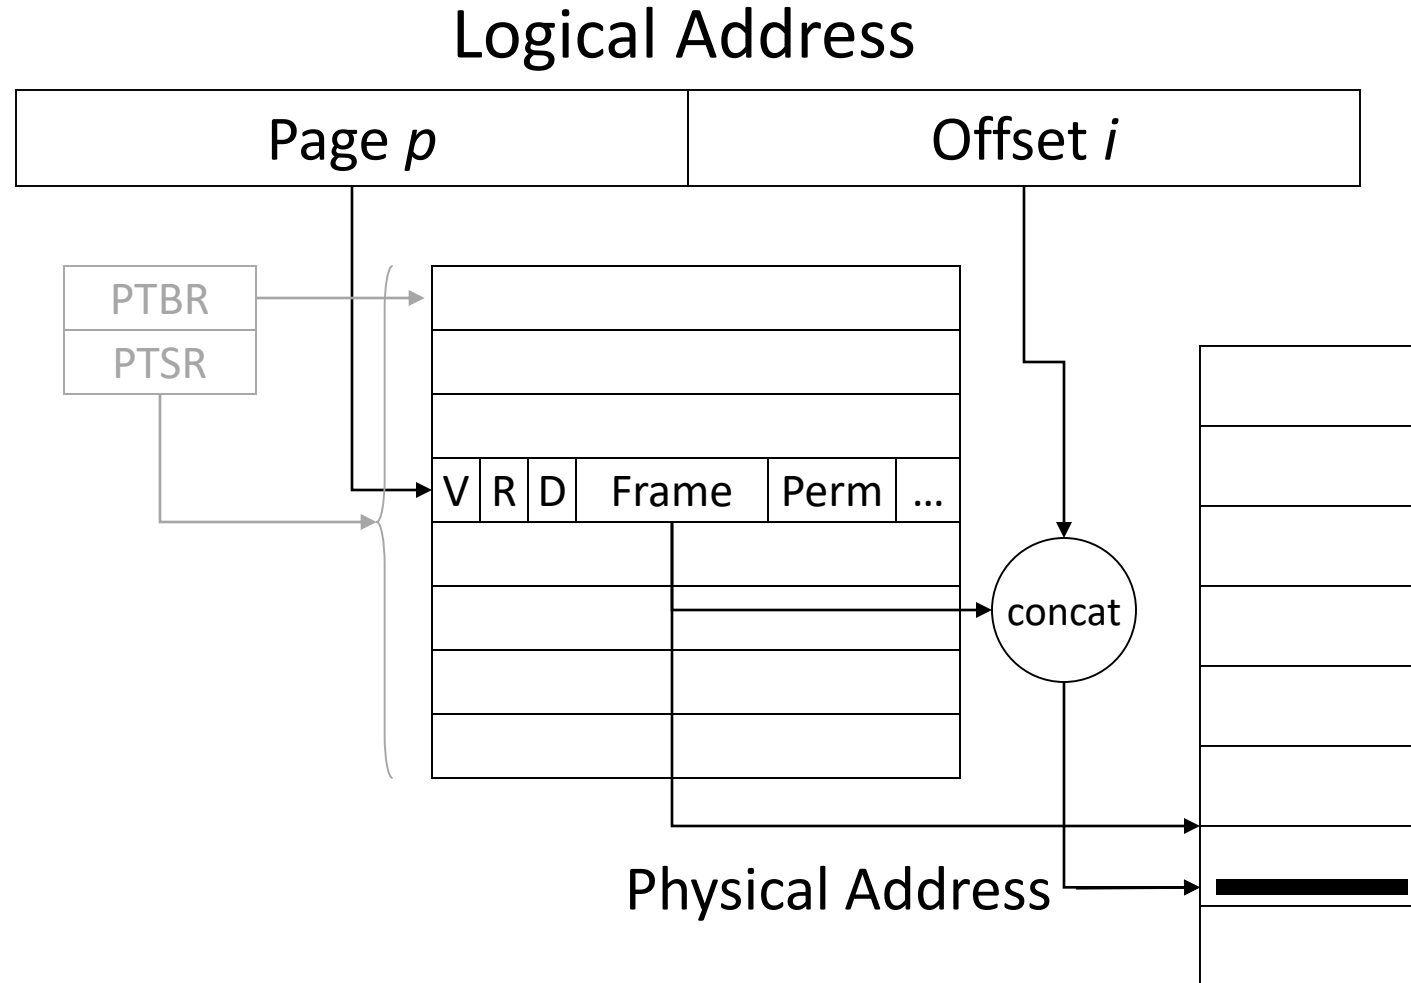 Logical Address
Page p
Offset i
PTBR
PTSR
V R D Frame Perm ...
concat
Physical Address